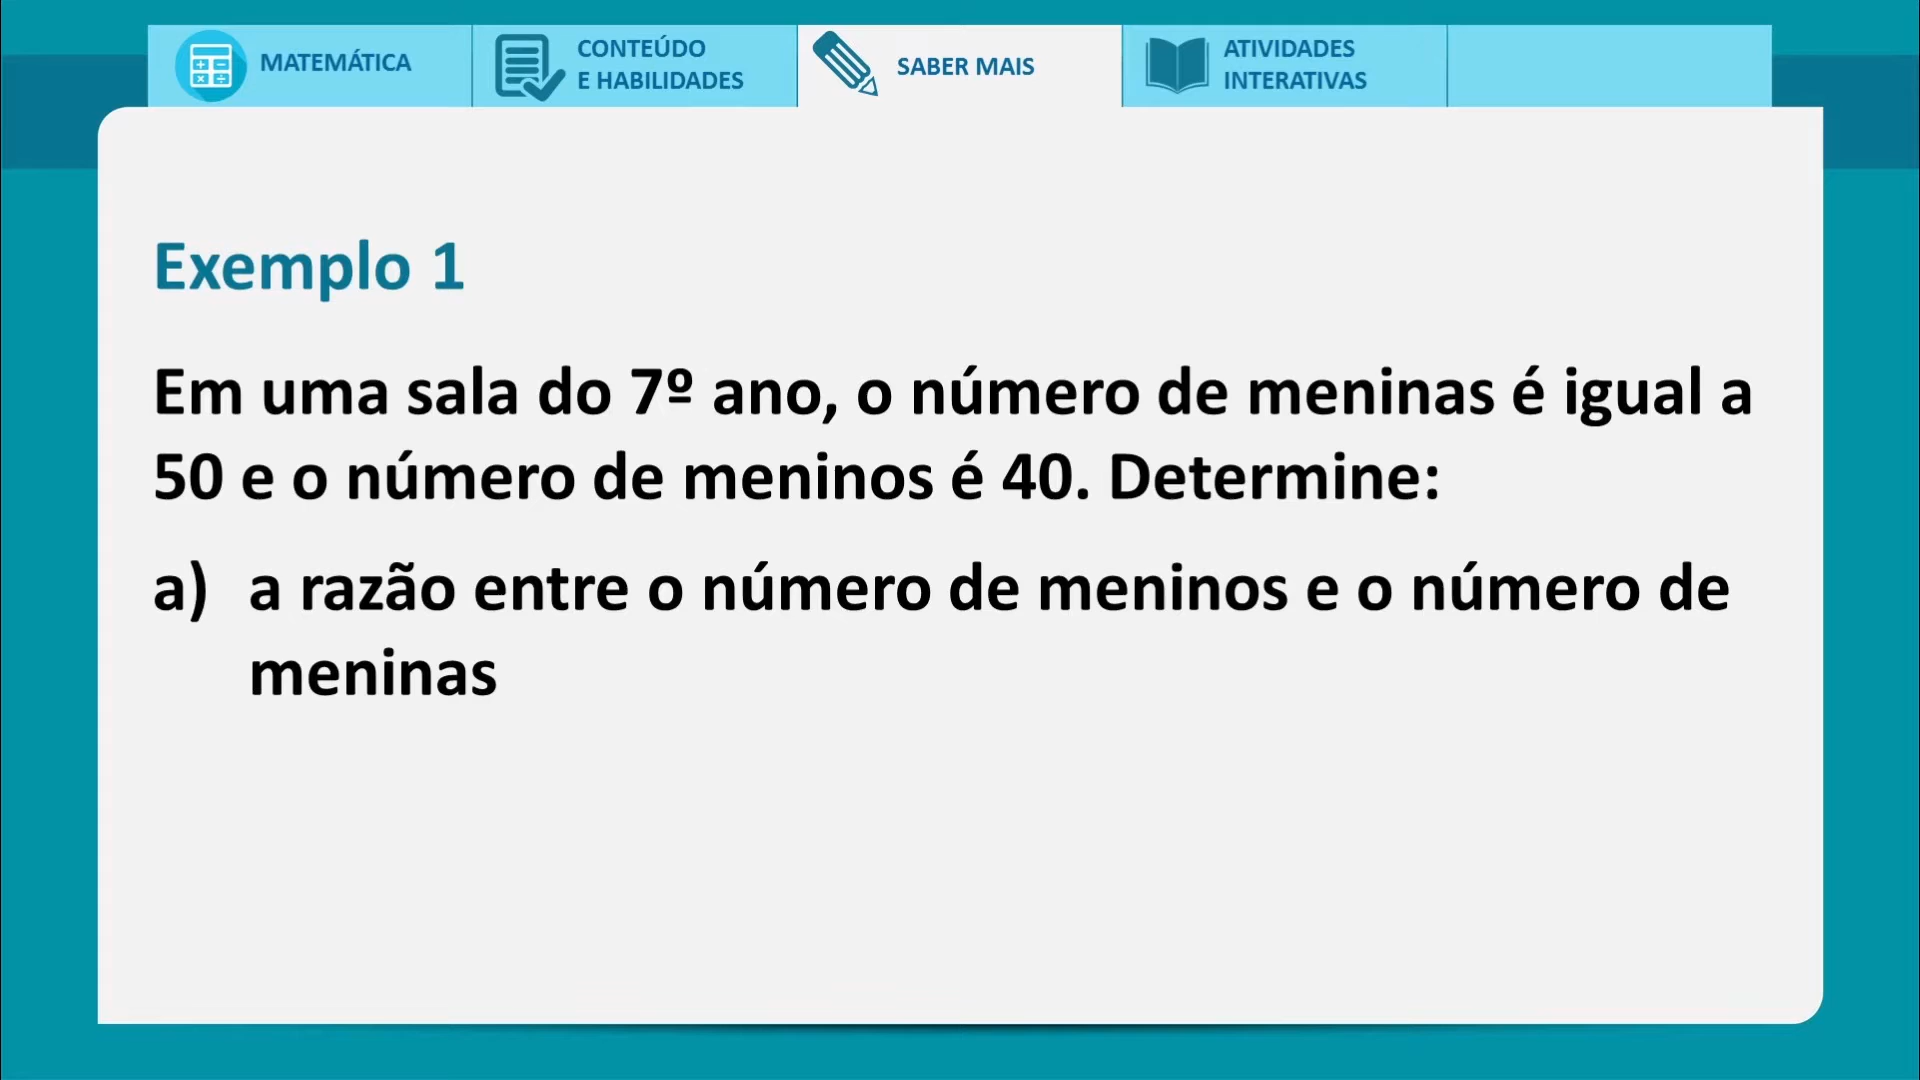 MATEMÁTICA
CONTEÚDO
E HABILIDADES
SABER MAIS
ATIVIDADES
INTERATIVAS
Exemplo 1
Em uma sala do 7º ano, o número de meninas é igual a
50 e o número de meninos é 40. Determine:
a) a razão entre o número de meninos e o número de
meninas